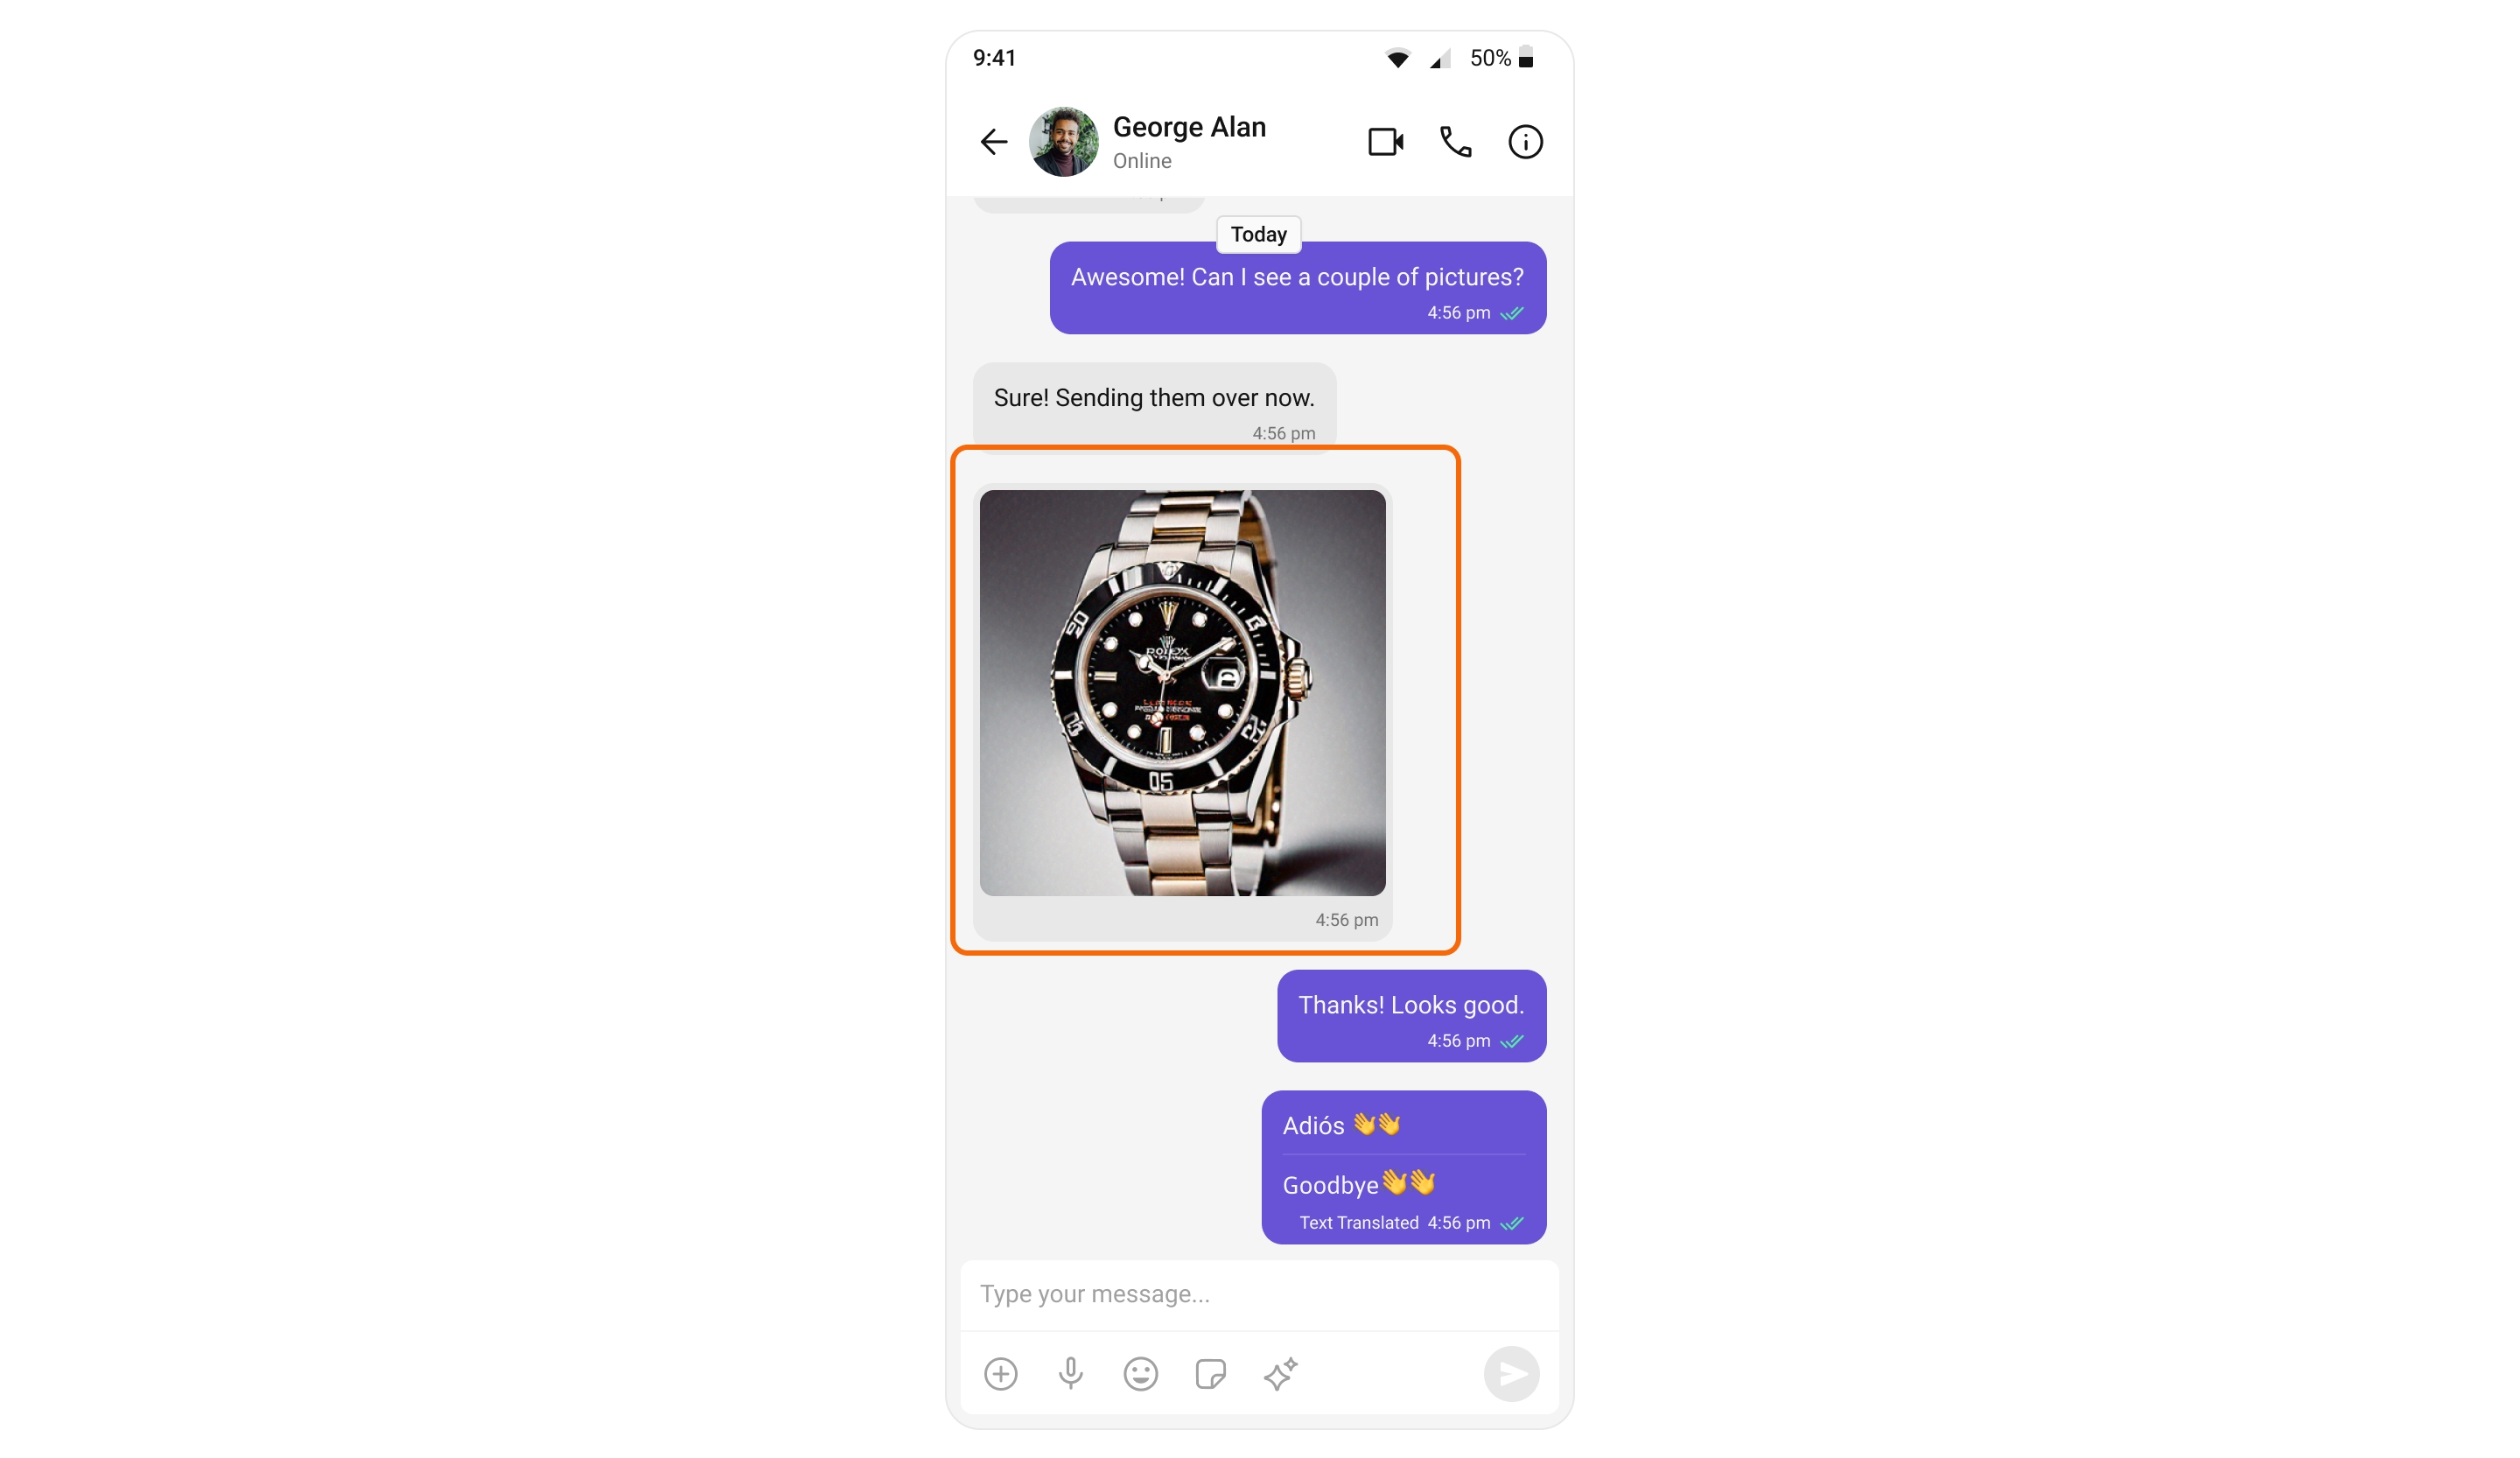 9:41
50%
George Alan
Online
Today
Awesome! Can I see a couple of pictures?
4:56 pm
Sure! Sending them over now.
4:56 pm
ROLEX
05
4:56 pm
Thanks! Looks good.
4:56 pm
Adiós 👋👋
Goodbye👋👋
Text Translated 4:56 pm
Type your message...